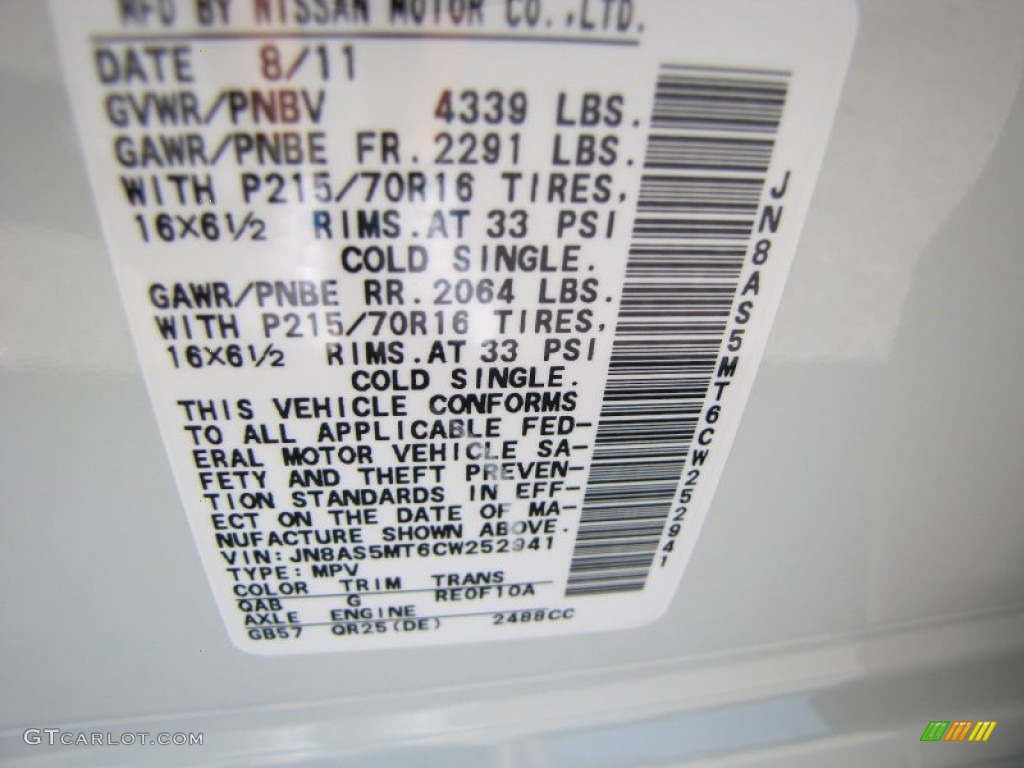 MFD BY NISSAN MOTOR CO.,LTD.
DATE 8/11
GVWR/PNBV 4339 LBS.
GAWR/PNBE FR. 2291 LBS.
WITH P215/70R16 TIRES,
16X6½ RIMS.AT 33 PSI
COLD SINGLE.
GAWR/PNBE RR. 2064 LBS.
WITH P215/70R16 TIRES,
16X6½ RIMS.AT 33 PSI
COLD SINGLE.
THIS VEHICLE CONFORMS
TO ALL APPLICABLE FED-
ERAL MOTOR VEHICLE SA-
FETY AND THEFT PREVEN-
TION STANDARDS IN EFF-
ECT ON THE DATE OF MA-
NUFACTURE SHOWN ABOVE.
VIN: JN8AS5MT6CW252941
TYPE: MPV
COLOR TRIM TRANS
QAB G RE0F10A
AXLE ENGINE
GB57 QR25(DE) 2488CC
JN8AS5MT6CW252941
GTCARLOT.COM